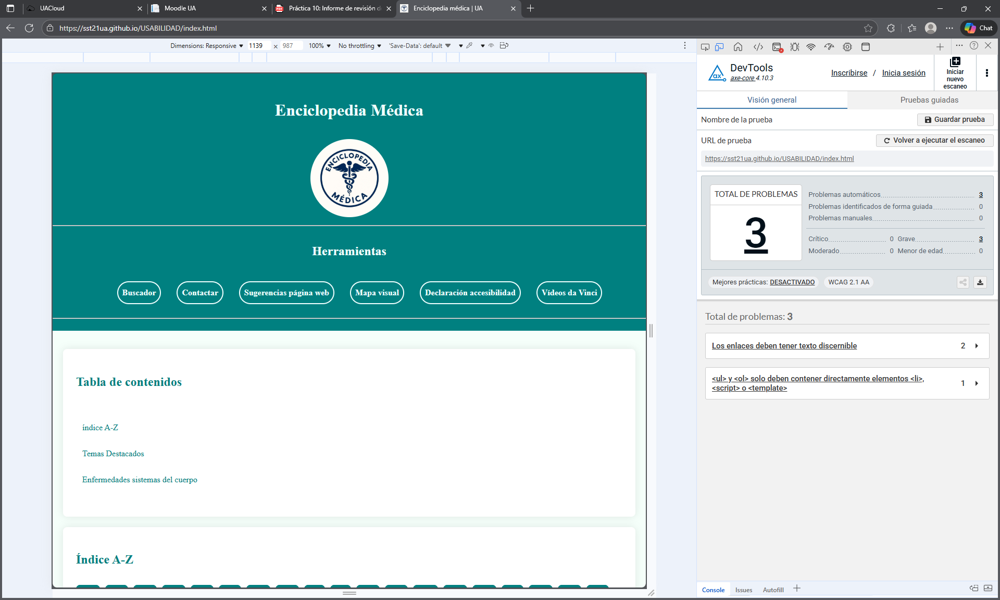 UACloud
Moodle UA
Práctica 10: Informe de revisión d
Enciclopedia médica | UA
https://sst21ua.github.io/USABILIDAD/index.html
Chat
Dimensions: Responsive 1139 × 987 100% No throttling 'Save-Data': default
Enciclopedia Médica
ENCICLOPEDIA
MÉDICA
Herramientas
Buscador
Contactar
Sugerencias página web
Mapa visual
Declaración accesibilidad
Vídeos da Vinci
Tabla de contenidos
índice A-Z
Temas Destacados
Enfermedades sistemas del cuerpo
Índice A-Z
ax
DevTools
axe-core 4.10.3
Inscribirse / Inicia sesión
Iniciar
nuevo
escaneo
Visión general
Pruebas guiadas
Nombre de la prueba
Guardar prueba
URL de prueba
Volver a ejecutar el escaneo
https://sst21ua.github.io/USABILIDAD/index.html
TOTAL DE PROBLEMAS
3
Problemas automáticos 3
Problemas identificados de forma guiada 0
Problemas manuales 0
Crítico 0 Grave 3
Moderado 0 Menor de edad 0
Mejores prácticas: DESACTIVADO
WCAG 2.1 AA
Total de problemas: 3
Los enlaces deben tener texto discernible 2
<ul> y <ol> solo deben contener directamente elementos <li>,
<script> o <template> 1
Console
Issues
Autofill